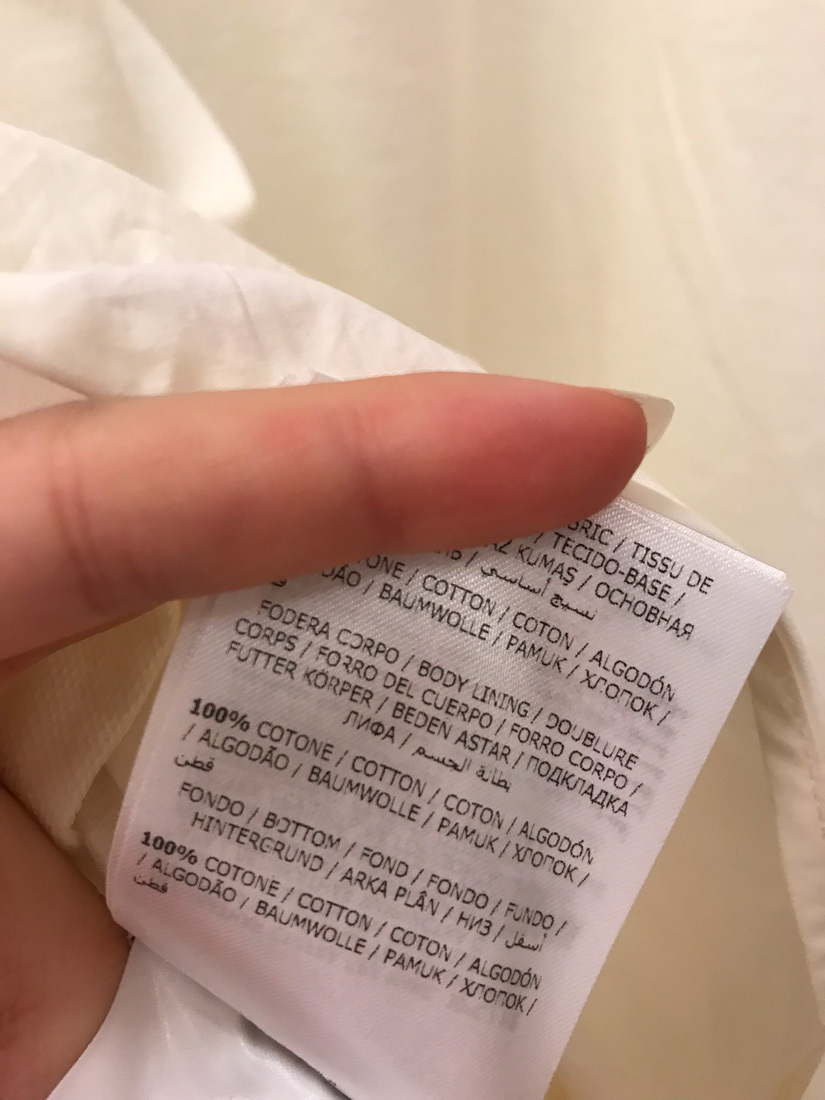 / TISSU DE
/ TECIDO-BASE /
KUMAŞ / ОСНОВНАЯ
/ نسيج أساسي
/ COTTON / COTON / ALGODÓN
/ BAUMWOLLE / PAMUK / ХЛОПОК /
FODERA CORPO / BODY LINING / DOUBLURE
CORPS / FORRO DEL CUERPO / FORRO CORPO /
FUTTER KÖRPER / BEDEN ASTAR / ПОДКЛАДКА
ЛИФА / بطانة الجسم
100% COTONE / COTTON / COTON / ALGODÓN
/ ALGODÃO / BAUMWOLLE / PAMUK / ХЛОПОК /
قطن
FONDO / BOTTOM / FOND / FONDO / FUNDO /
HINTERGRUND / ARKA PLÂN / НИЗ / أسفل
100% COTONE / COTTON / COTON / ALGODÓN
/ ALGODÃO / BAUMWOLLE / PAMUK / ХЛОПОК /
قطن